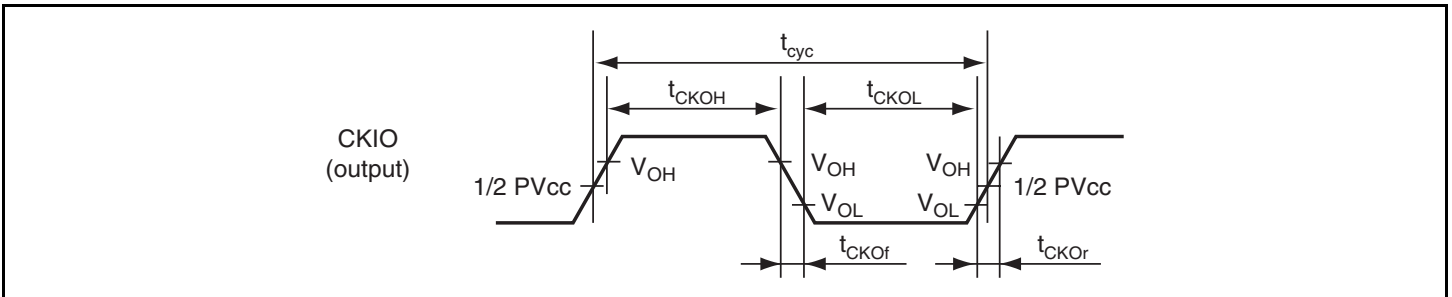 tcyc
tCKOH
tCKOL
CKIO
(output)
1/2 PVcc
VOH
VOH
VOL
VOH
VOL
1/2 PVcc
tCKOf
tCKOr